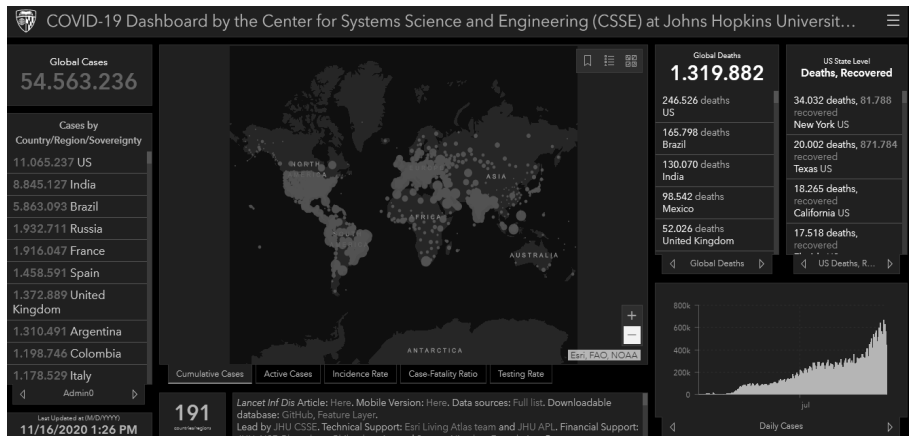 COVID-19 Dashboard by the Center for Systems Science and Engineering (CSSE) at Johns Hopkins Universit...
Global Cases
54.563.236
Cases by
Country/Region/Sovereignty
11.065.237 US
8.845.127 India
5.863.093 Brazil
1.932.711 Russia
1.916.047 France
1.458.591 Spain
1.372.889 United
Kingdom
1.310.491 Argentina
1.198.746 Colombia
1.178.529 Italy
Admin0
Last Updated at (M/D/YYYY)
11/16/2020 1:26 PM
NORTH
AMERICA
ASIA
AFRICA
AUSTRALIA
ANTARCTICA
+
−
Esri, FAO, NOAA
Cumulative Cases
Active Cases
Incidence Rate
Case-Fatality Ratio
Testing Rate
191
countries/regions
Lancet Inf Dis Article: Here. Mobile Version: Here. Data sources: Full list. Downloadable
database: GitHub, Feature Layer.
Lead by JHU CSSE. Technical Support: Esri Living Atlas team and JHU APL. Financial Support:
Global Deaths
1.319.882
246.526 deaths
US
165.798 deaths
Brazil
130.070 deaths
India
98.542 deaths
Mexico
52.026 deaths
United Kingdom
Global Deaths
US State Level
Deaths, Recovered
34.032 deaths, 81.788
recovered
New York US
20.002 deaths, 871.784
recovered
Texas US
18.265 deaths,
recovered
California US
17.518 deaths,
recovered
US Deaths, R...
800k
600k
400k
200k
0
jul
Daily Cases